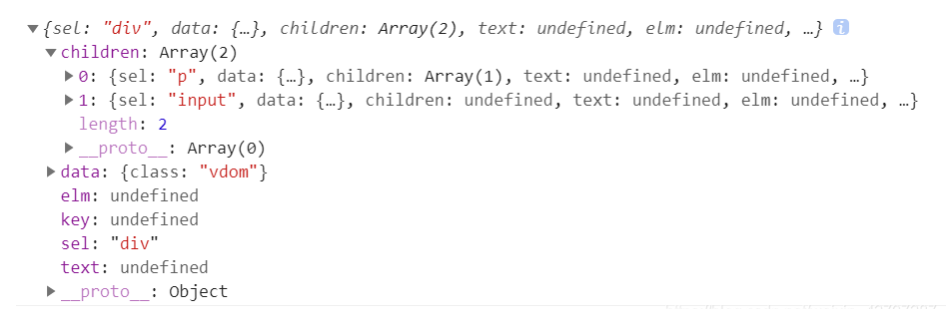 ▼{sel: "div", data: {…}, children: Array(2), text: undefined, elm: undefined, …} i
▼children: Array(2)
▶0: {sel: "p", data: {…}, children: Array(1), text: undefined, elm: undefined, …}
▶1: {sel: "input", data: {…}, children: undefined, text: undefined, elm: undefined, …}
length: 2
▶__proto__: Array(0)
▶data: {class: "vdom"}
elm: undefined
key: undefined
sel: "div"
text: undefined
▶__proto__: Object